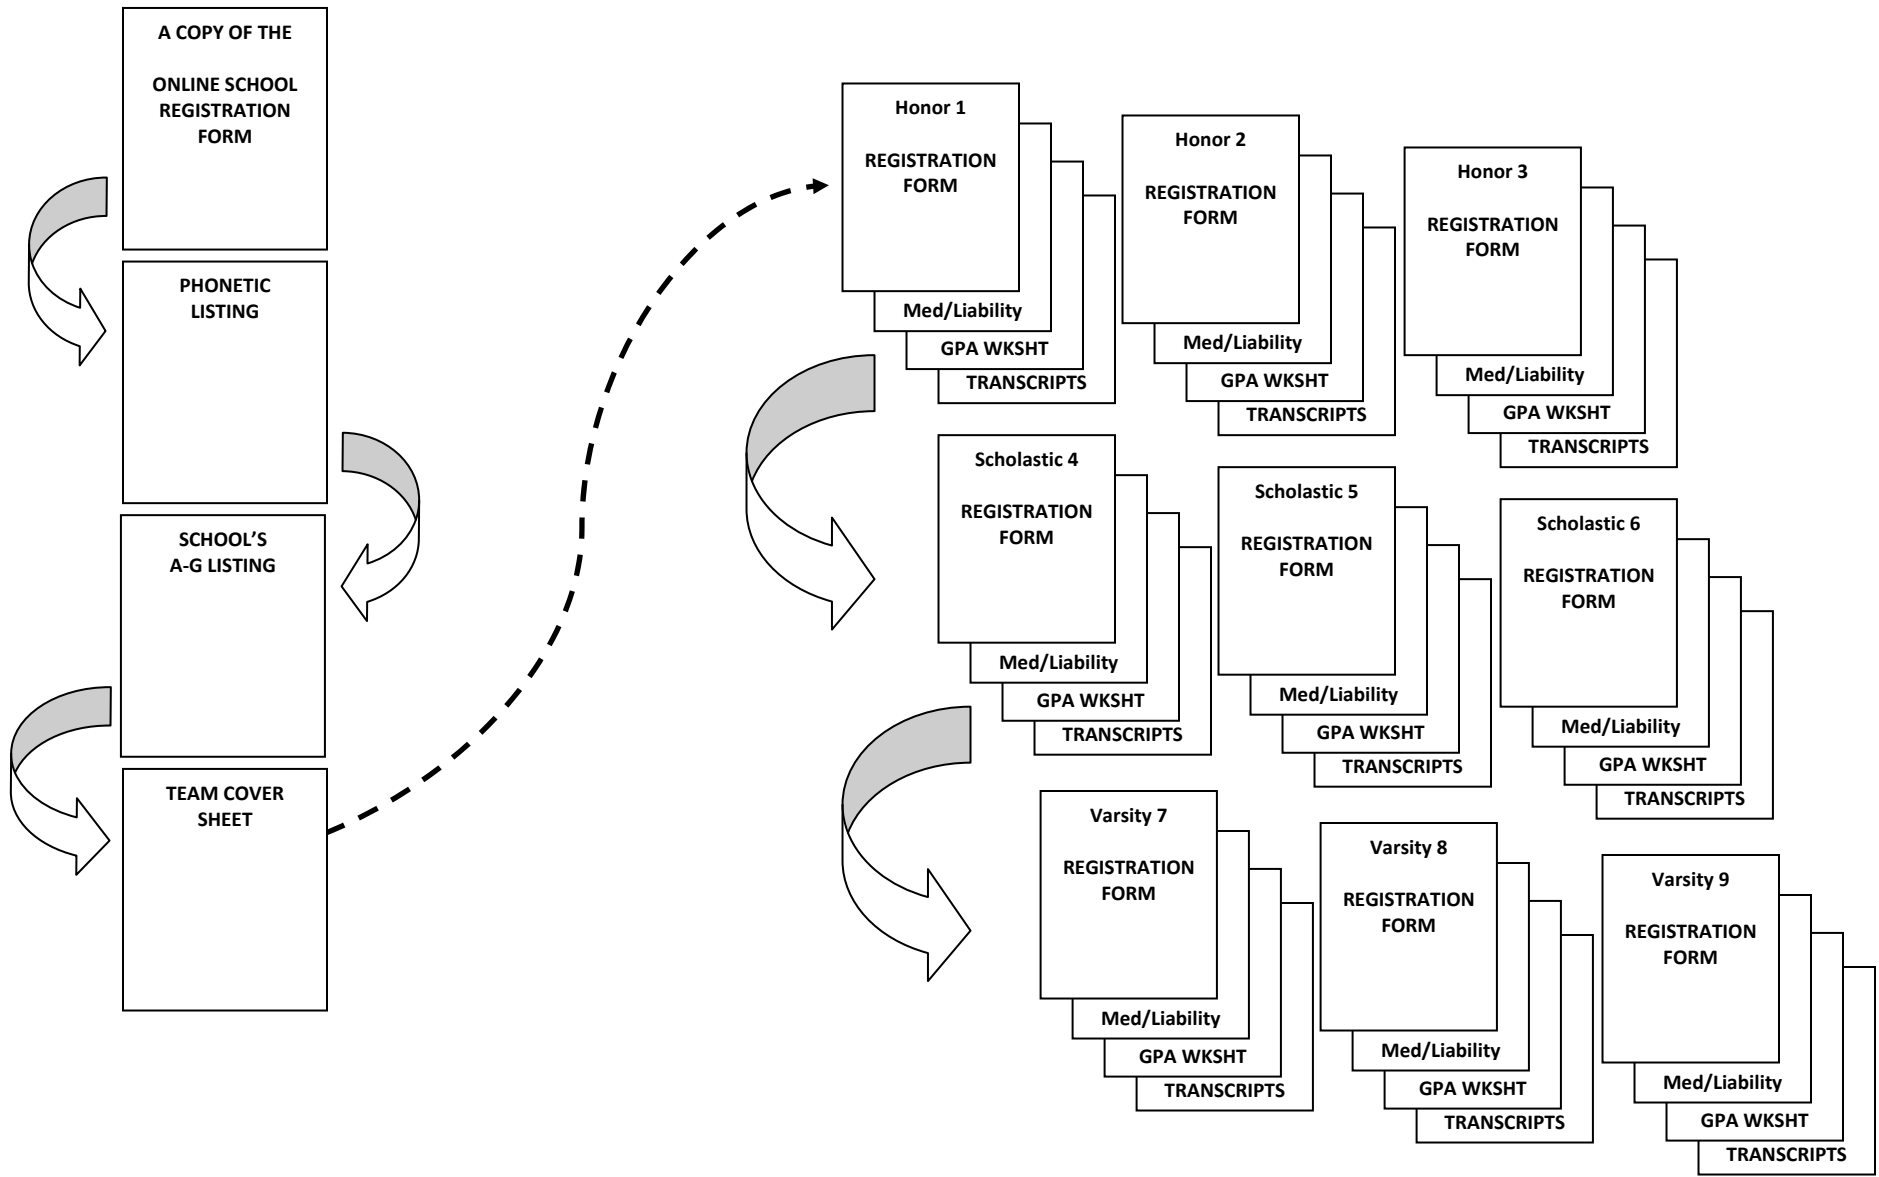 A COPY OF THE
ONLINE SCHOOL
REGISTRATION
FORM
PHONETIC
LISTING
SCHOOL’S
A-G LISTING
TEAM COVER
SHEET
Honor 1
REGISTRATION
FORM
Med/Liability
GPA WKSHT
TRANSCRIPTS
Honor 2
REGISTRATION
FORM
Med/Liability
GPA WKSHT
TRANSCRIPTS
Honor 3
REGISTRATION
FORM
Med/Liability
GPA WKSHT
TRANSCRIPTS
Scholastic 4
REGISTRATION
FORM
Med/Liability
GPA WKSHT
TRANSCRIPTS
Scholastic 5
REGISTRATION
FORM
Med/Liability
GPA WKSHT
TRANSCRIPTS
Scholastic 6
REGISTRATION
FORM
Med/Liability
GPA WKSHT
TRANSCRIPTS
Varsity 7
REGISTRATION
FORM
Med/Liability
GPA WKSHT
TRANSCRIPTS
Varsity 8
REGISTRATION
FORM
Med/Liability
GPA WKSHT
TRANSCRIPTS
Varsity 9
REGISTRATION
FORM
Med/Liability
GPA WKSHT
TRANSCRIPTS